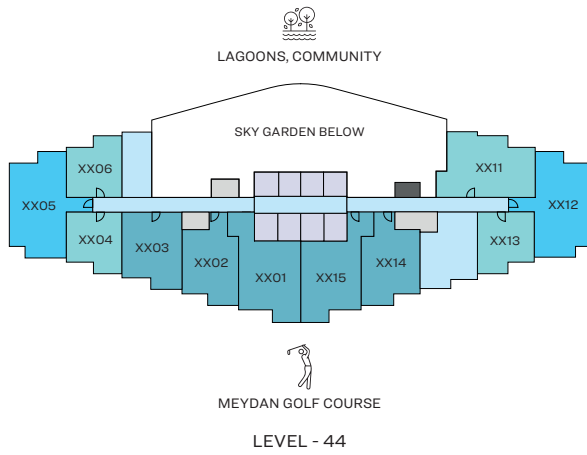 LAGOONS, COMMUNITY
SKY GARDEN BELOW
XX06
XX11
XX05
XX12
XX04
XX03
XX13
XX02
XX01
XX15
XX14
MEYDAN GOLF COURSE
LEVEL - 44